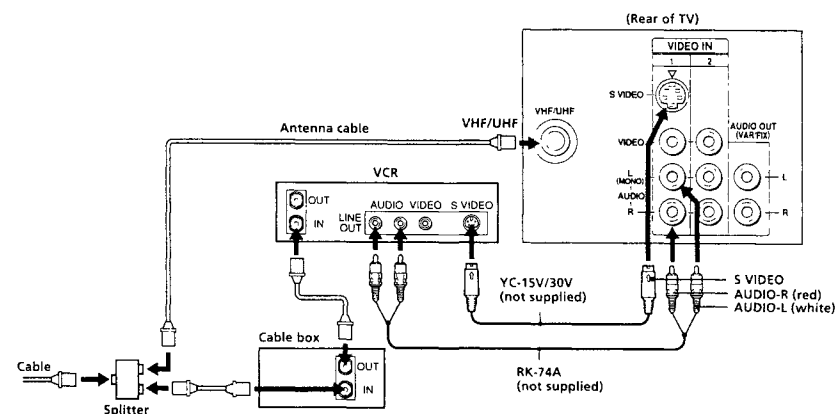 (Rear of TV)
VIDEO IN
1 2
S VIDEO
VHF/UHF
Antenna cable
VHF/UHF
VIDEO
AUDIO OUT
(VAR/FIX)
VCR
L
(MONO)
AUDIO
R
L
R
OUT
IN
LINE
OUT
AUDIO VIDEO S VIDEO
YC-15V/30V
(not supplied)
S VIDEO
AUDIO-R (red)
AUDIO-L (white)
Cable box
OUT
IN
RK-74A
(not supplied)
Cable
Splitter